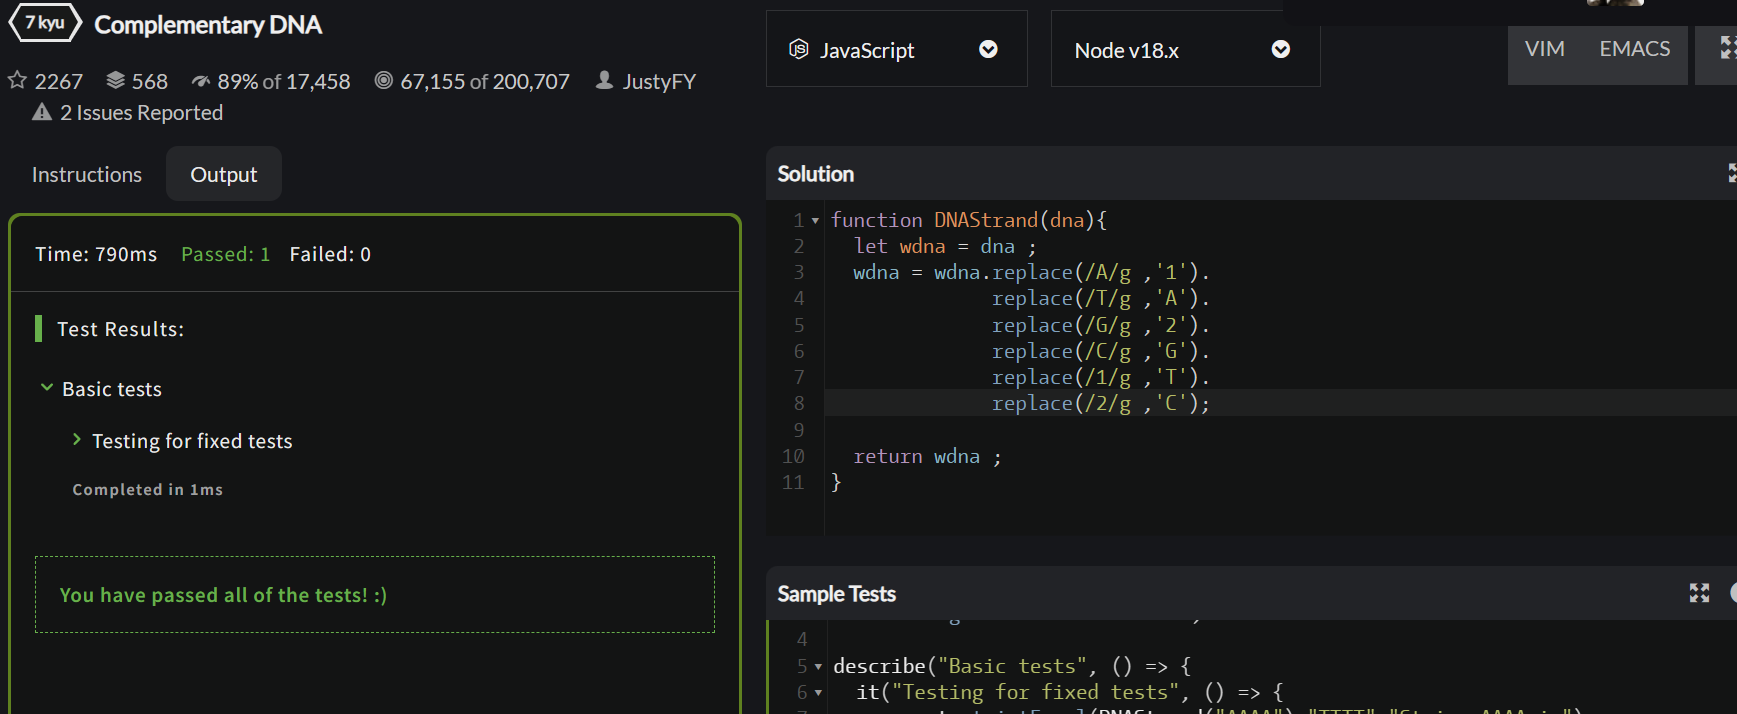 7 kyu Complementary DNA
2267 568 89% of 17,458 67,155 of 200,707 JustyFY
2 Issues Reported
Instructions Output
Time: 790ms Passed: 1 Failed: 0
Test Results:
Basic tests
Testing for fixed tests
Completed in 1ms
You have passed all of the tests! :)
JavaScript Node v18.x VIM EMACS
Solution
1 function DNAStrand(dna){
2 let wdna = dna ;
3 wdna = wdna.replace(/A/g ,'1').
4 replace(/T/g ,'A').
5 replace(/G/g ,'2').
6 replace(/C/g ,'G').
7 replace(/1/g ,'T').
8 replace(/2/g ,'C');
9
10 return wdna ;
11 }
Sample Tests
4
5 describe("Basic tests", () => {
6 it("Testing for fixed tests", () => {